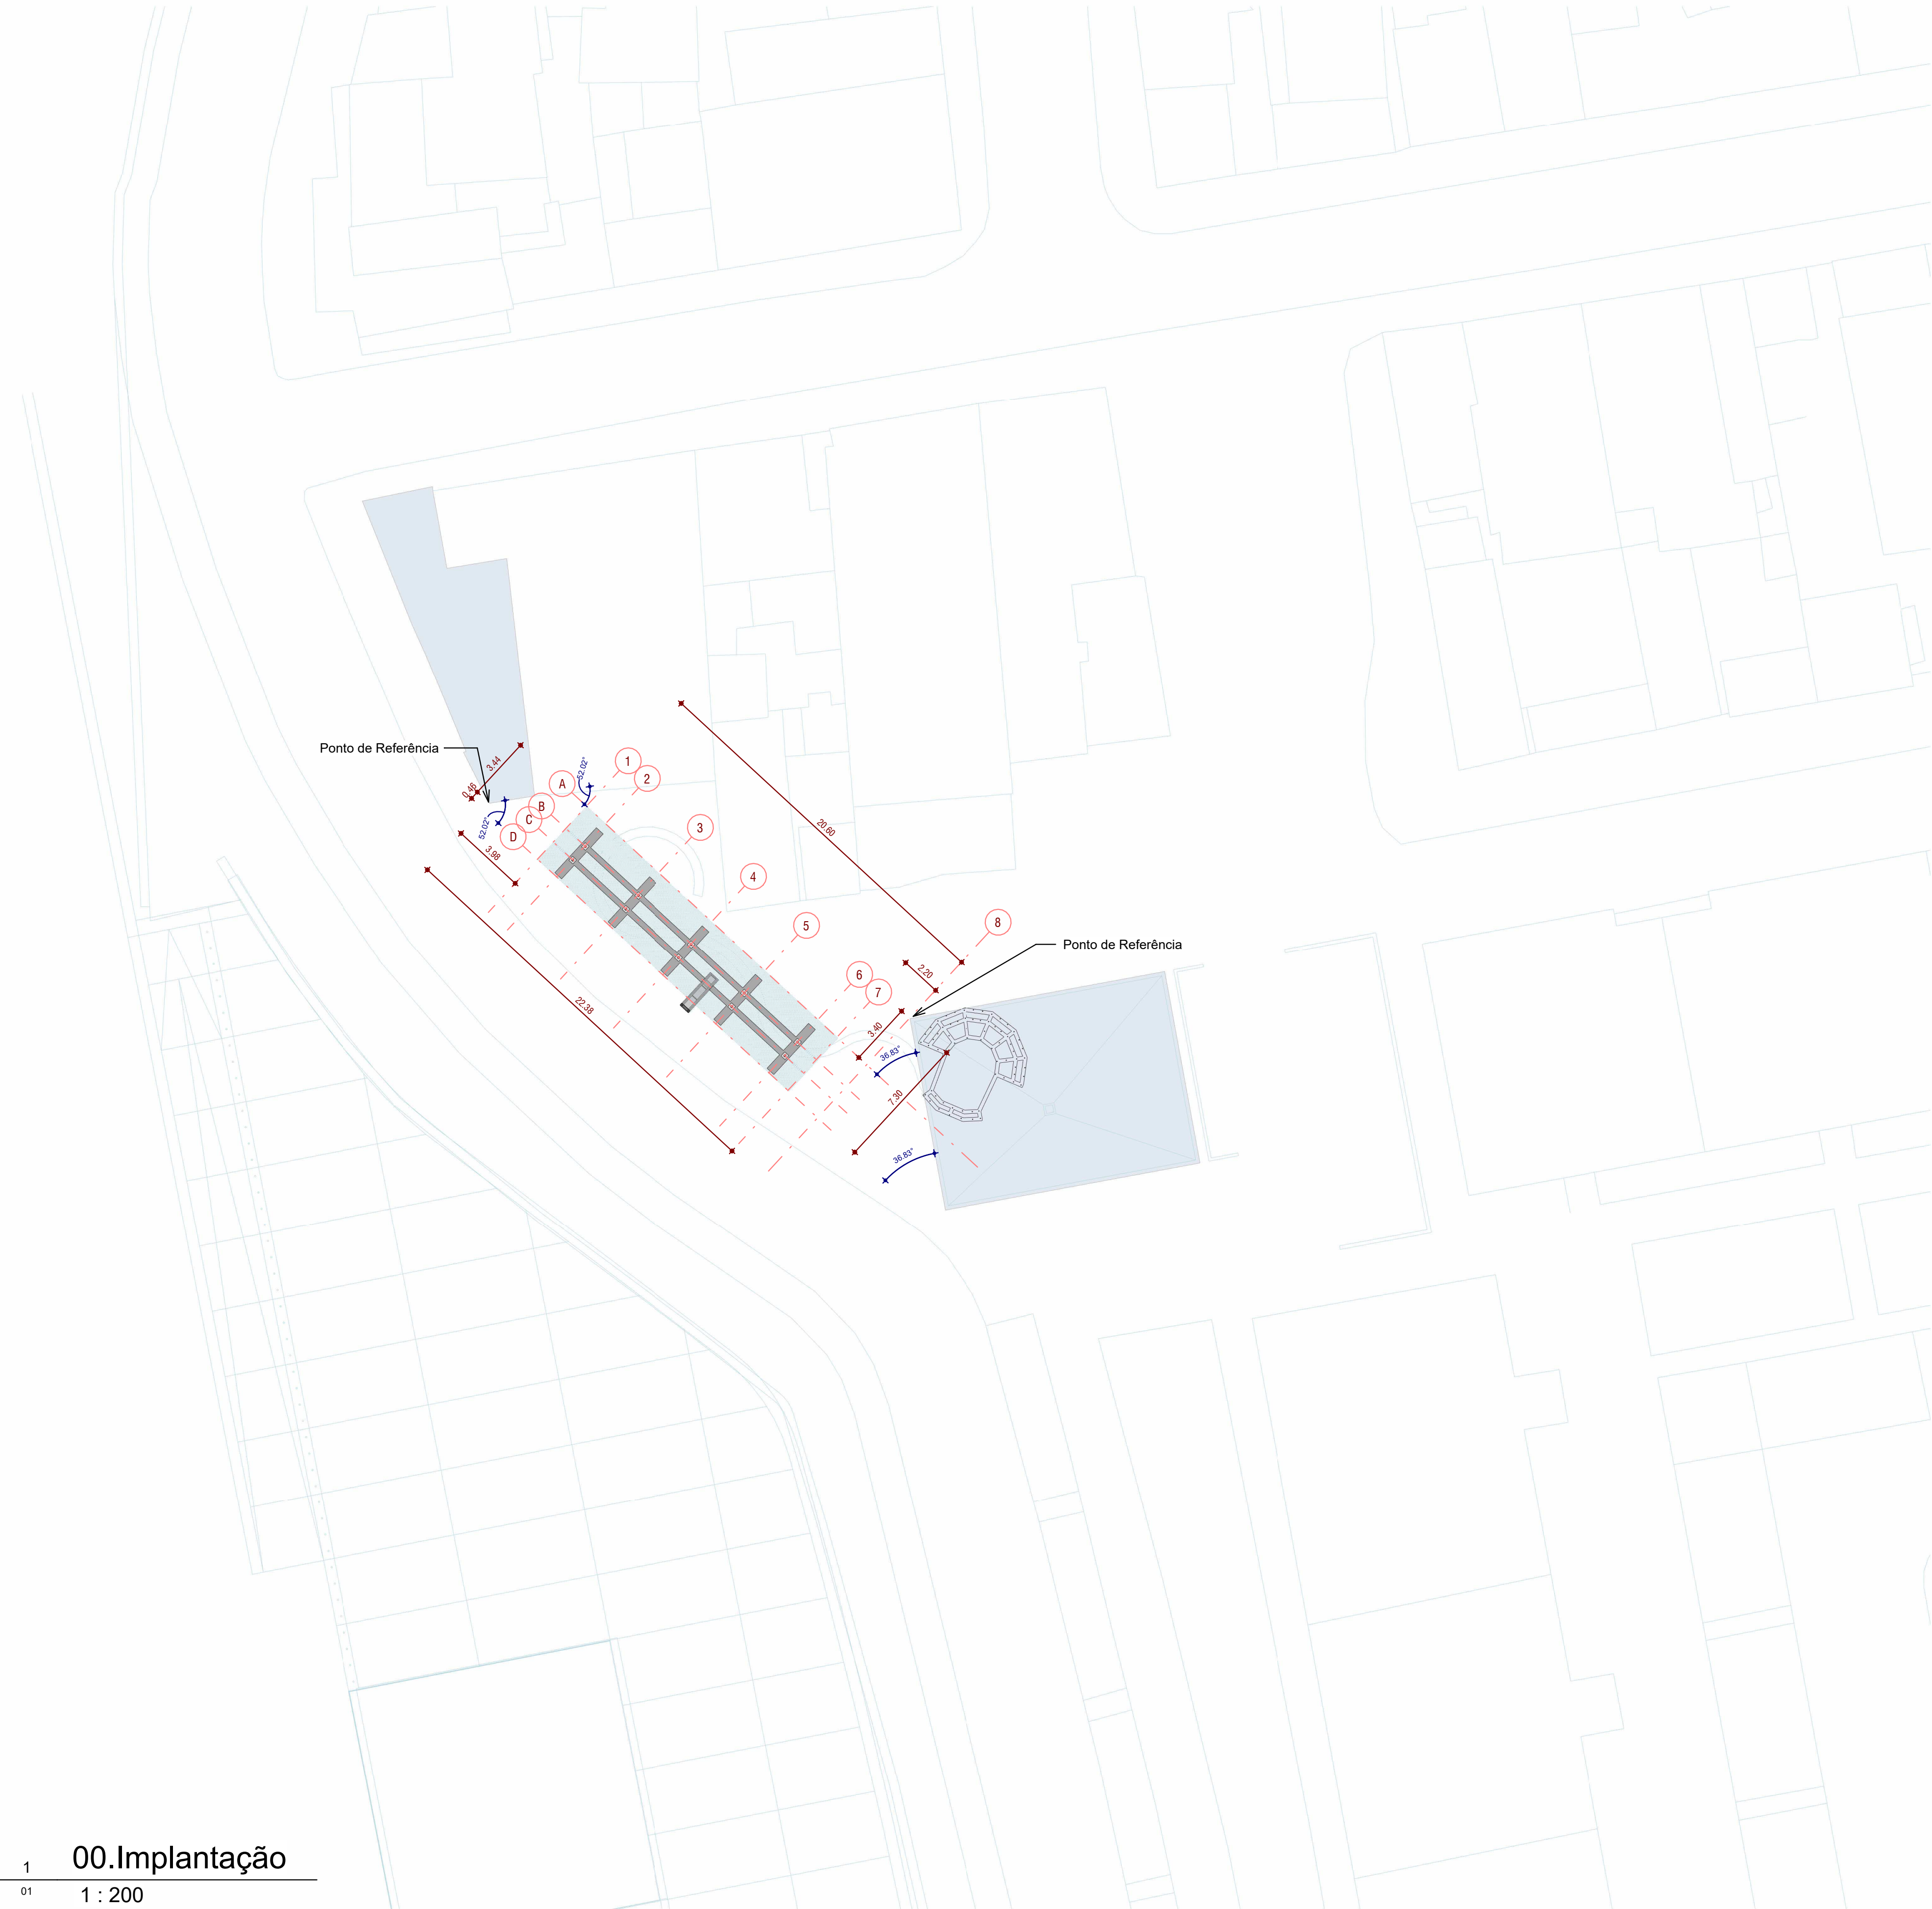 Ponto de Referência
3.44
0.46
52.02°
52.02°
A
B
C
D
1
2
3
4
5
6
7
8
20.60
3.98
22.38
Ponto de Referência
2.20
3.40
36.83°
7.30
36.83°
1
00.Implantação
01
1 : 200